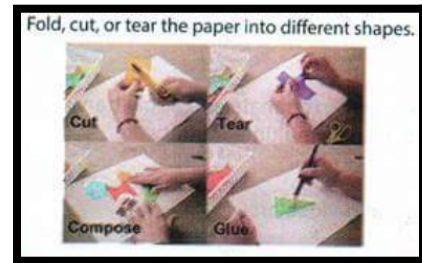 Fold, cut, or tear the paper into different shapes.
Cut
Tear
Compose
Glue